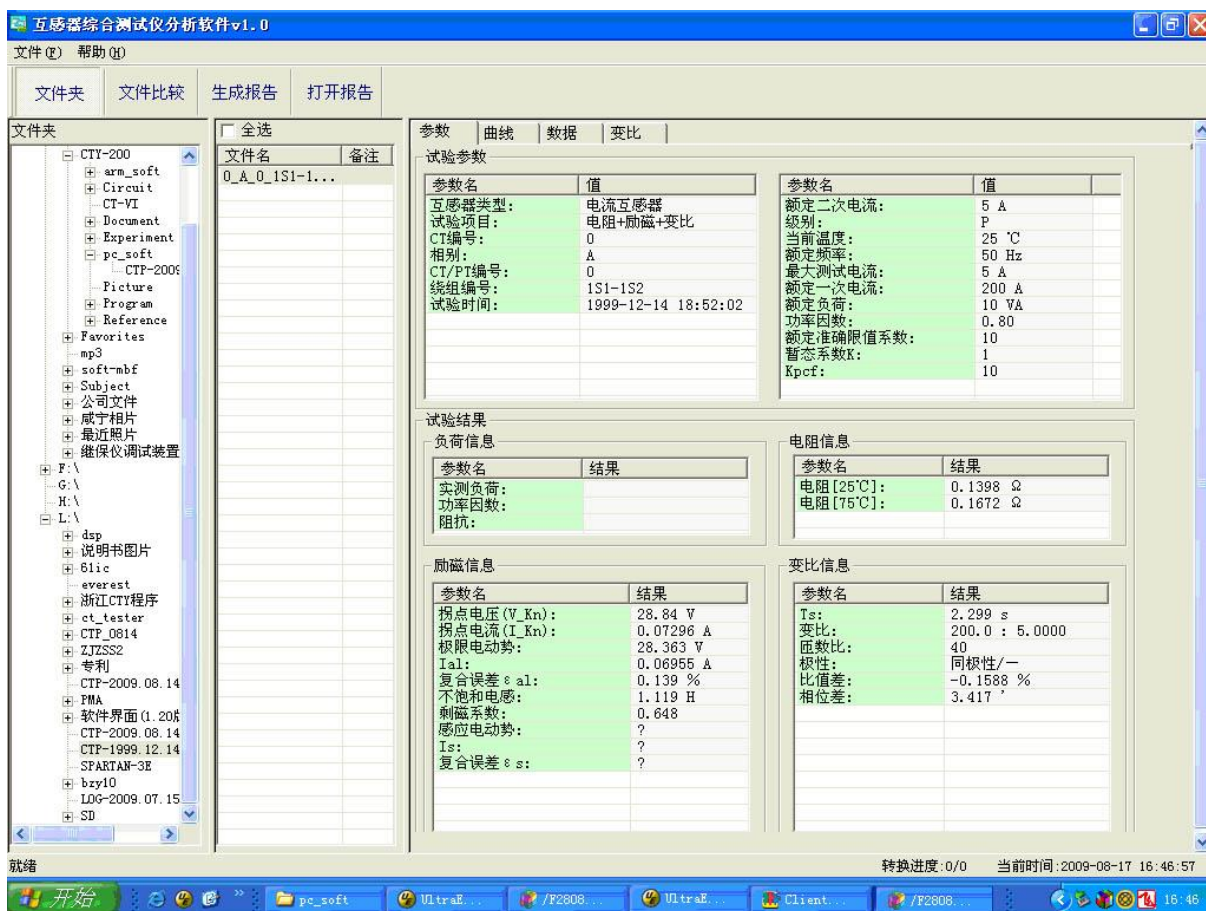 互感器综合测试仪分析软件v1.0
文件(F) 帮助(H)
文件夹 文件比较 生成报告 打开报告
文件夹
CTY-200
arm_soft
Circuit
CT-VI
Document
Experiment
pc_soft
CTP-2009
Picture
Program
Reference
Favorites
mp3
soft-mbf
Subject
公司文件
咸宁相片
最近照片
继保仪调试装置
F:\
G:\
H:\
L:\
dsp
说明书图片
61ic
everest
浙江CTY程序
ct_tester
CTP_0814
ZJZSS2
专利
CTP-2009.08.14
PMA
软件界面(1.20
CTP-2009.08.14
CTP-1999.12.14
SPARTAN-3E
bzy10
LOG-2009.07.15
SD
全选
文件名 备注
0_A_0_1S1-1...
参数 曲线 数据 变比
试验参数
参数名 值
互感器类型: 电流互感器
试验项目: 电阻+励磁+变比
CT编号: 0
相别: A
CT/PT编号: 0
绕组编号: 1S1-1S2
试验时间: 1999-12-14 18:52:02
参数名 值
额定二次电流: 5 A
级别: P
当前温度: 25 ℃
额定频率: 50 Hz
最大测试电流: 5 A
额定一次电流: 200 A
额定负荷: 10 VA
功率因数: 0.80
额定准确限值系数: 10
暂态系数K: 1
Kpcf: 10
试验结果
负荷信息
参数名 结果
实测负荷:
功率因数:
阻抗:
电阻信息
参数名 结果
电阻[25℃]: 0.1398 Ω
电阻[75℃]: 0.1672 Ω
励磁信息
参数名 结果
拐点电压(V_Kn): 28.84 V
拐点电流(I_Kn): 0.07296 A
极限电动势: 28.363 V
Ial: 0.06955 A
复合误差εal: 0.139 %
不饱和电感: 1.119 H
剩磁系数: 0.648
感应电动势: ?
Is: ?
复合误差εs: ?
变比信息
参数名 结果
Ts: 2.299 s
变比: 200.0 : 5.0000
匝数比: 40
极性: 同极性/-
比值差: -0.1588 %
相位差: 3.417 '
就绪 转换进度:0/0 当前时间:2009-08-17 16:46:57
开始 pc_soft UltraE... /F2808... UltraE... Client... /F2808... 16:46